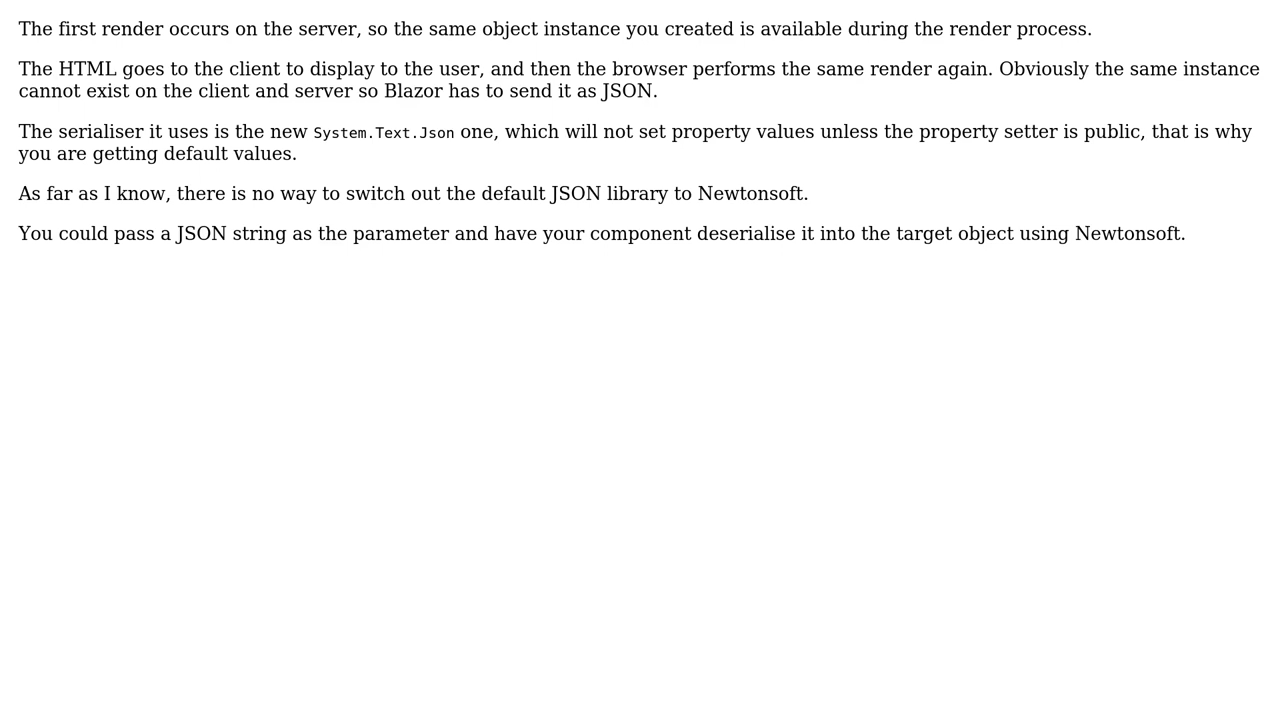 The first render occurs on the server, so the same object instance you created is available during the render process.
The HTML goes to the client to display to the user, and then the browser performs the same render again. Obviously the same instance
cannot exist on the client and server so Blazor has to send it as JSON.
The serialiser it uses is the new System.Text.Json one, which will not set property values unless the property setter is public, that is why
you are getting default values.
As far as I know, there is no way to switch out the default JSON library to Newtonsoft.
You could pass a JSON string as the parameter and have your component deserialise it into the target object using Newtonsoft.